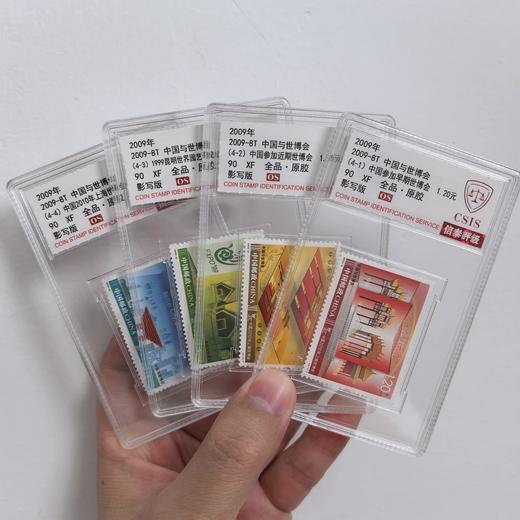 2009年
2009-8T 中国与世博会
(4-4) 中国2010年上海世博
90 XF 全品·原
影写版 OS
COIN STAMP IDENTIFICATION
2009年
2009-8T 中国与世博会
(4-3) 1999昆明世界园艺
90 XF 全品·原
影写版 OS
COIN STAMP IDENTIFICATION SERVICE
2009年
2009-8T 中国与世博会
(4-2) 中国参加近期世博会
90 XF 全品·原胶
影写版 OS
COIN STAMP IDENTIFICATION SERVICE
2009年
2009-8T 中国与世博会
(4-1) 中国参加早期世博会 1.20元
90 XF 全品·原胶
影写版 OS
COIN STAMP IDENTIFICATION SERVICE
CSIS
信泰评级
中国邮政 CHINA
中国邮政 CHINA
中国邮政 CHINA
中国邮政 CHINA
120